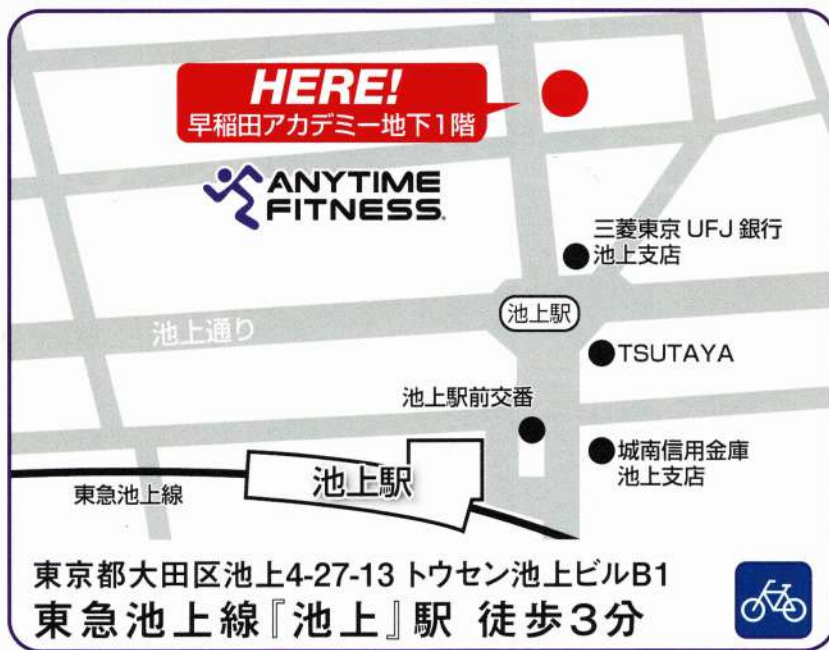 HERE!
早稲田アカデミー地下1階
ANYTIME
FITNESS.
三菱東京UFJ銀行
池上支店
池上駅
池上通り
TSUTAYA
池上駅前交番
城南信用金庫
池上支店
池上駅
東急池上線
東京都大田区池上4-27-13 トウセン池上ビルB1
東急池上線『池上』駅 徒歩3分